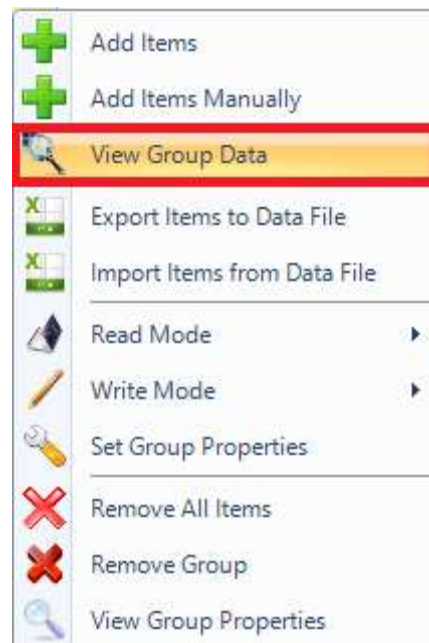 Add Items
Add Items Manually
View Group Data
Export Items to Data File
Import Items from Data File
Read Mode
Write Mode
Set Group Properties
Remove All Items
Remove Group
View Group Properties